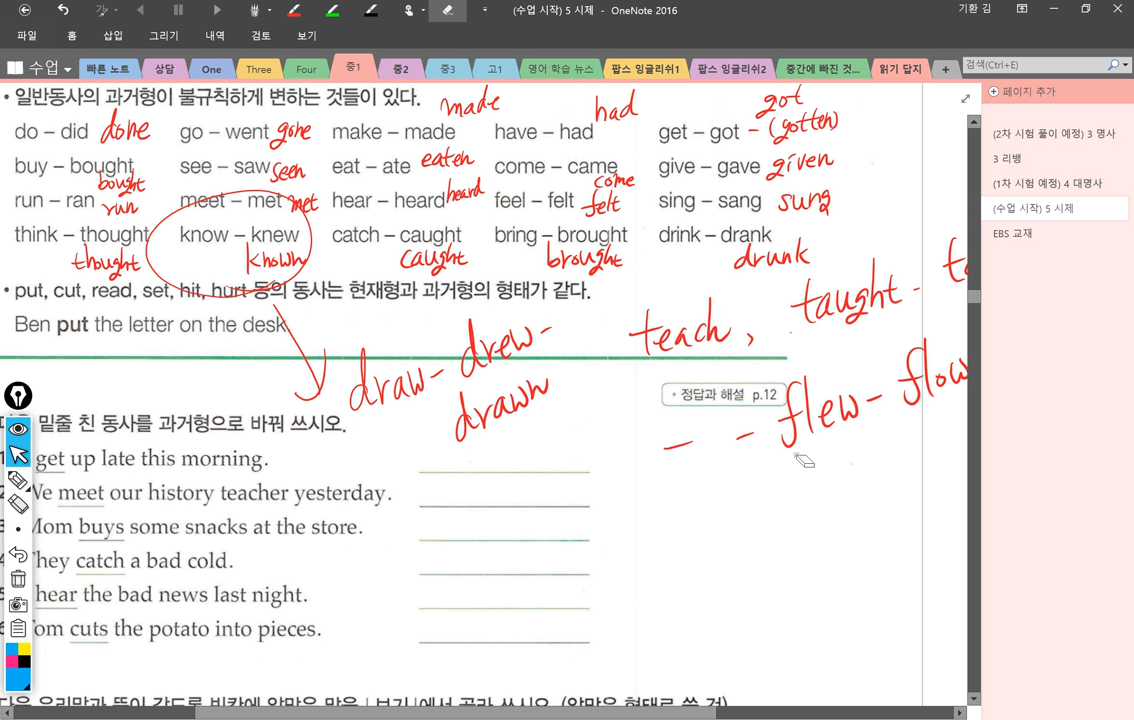 (수업 시작) 5 시제 - OneNote 2016
기환 김
파일 홈 삽입 그리기 내역 검토 보기
수업
빠른 노트 상담 One Three Four 중1 중2 중3 고1 영어 학습 뉴스 팝스 잉글리쉬1 팝스 잉글리쉬2 중간에 빠진 것... 읽기 답지 +
검색(Ctrl+E)
페이지 추가
(2차 시험 풀이 예정) 3 명사
3 리뱅
(1차 시험 예정) 4 대명사
(수업 시작) 5 시제
EBS 교재
• 일반동사의 과거형이 불규칙하게 변하는 것들이 있다.
made had got
do – did done go – went gone make – made have – had get – got – (gotten)
buy – bought see – saw seen eat – ate eaten come – came give – gave given
bought come
run – ran run meet – met met hear – heard heard feel – felt felt sing – sang sung
think – thought know – knew catch – caught bring – brought drink – drank
thought known caught brought drunk
• put, cut, read, set, hit, hurt 등의 동사는 현재형과 과거형의 형태가 같다.
Ben put the letter on the desk
teach, taught -
draw - drew -
drawn
• 정답과 해설 p.12
- - flew - flow
밑줄 친 동사를 과거형으로 바꿔 쓰시오.
get up late this morning.
We meet our history teacher yesterday.
Mom buys some snacks at the store.
They catch a bad cold.
hear the bad news last night.
Tom cuts the potato into pieces.